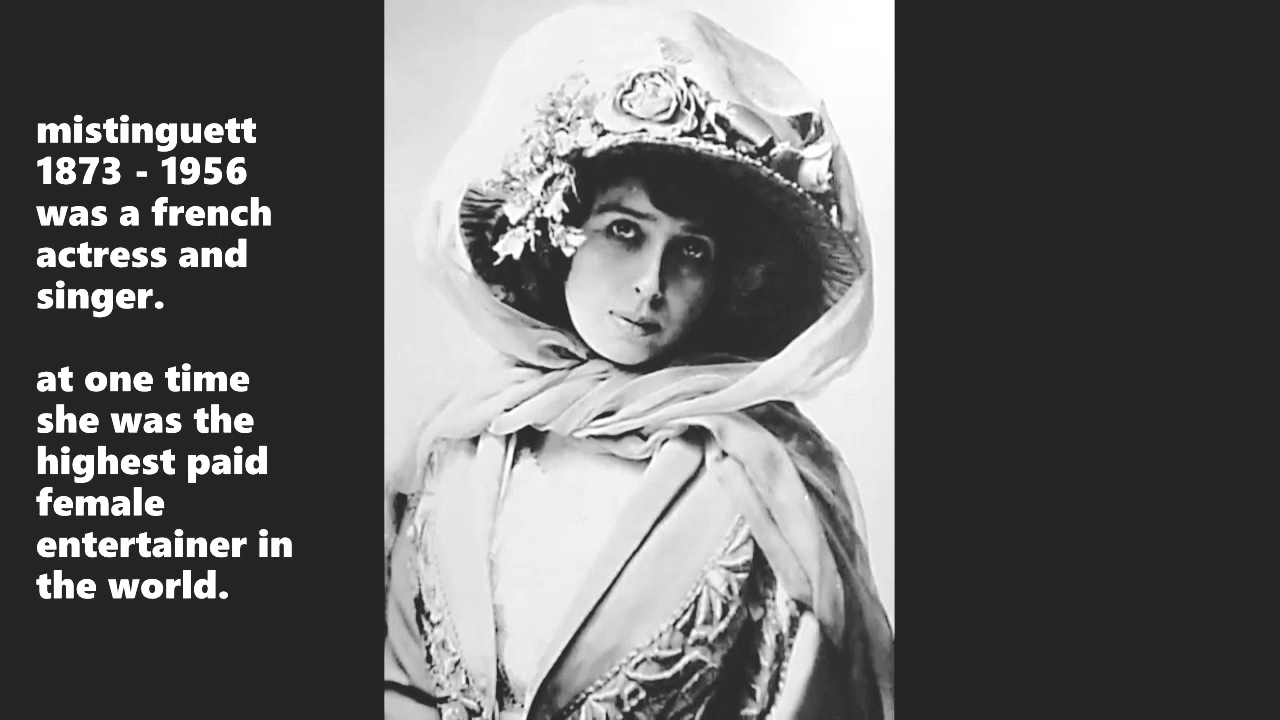 mistinguett
1873 - 1956
was a french
actress and
singer.
at one time
she was the
highest paid
female
entertainer in
the world.